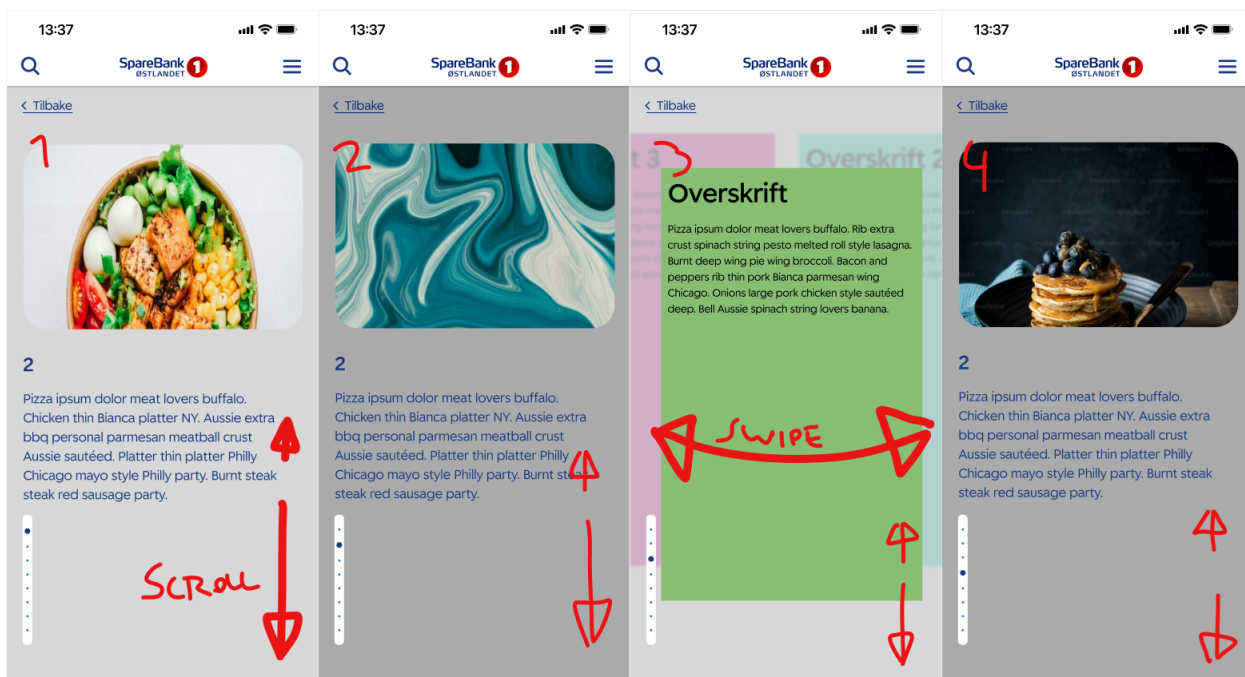 13:37
SpareBank 1
ØSTLANDET
< Tilbake
1
2
Pizza ipsum dolor meat lovers buffalo.
Chicken thin Bianca platter NY. Aussie extra
bbq personal parmesan meatball crust
Aussie sautéed. Platter thin platter Philly
Chicago mayo style Philly party. Burnt steak
steak red sausage party.
SCROLL
13:37
SpareBank 1
ØSTLANDET
< Tilbake
2
2
Pizza ipsum dolor meat lovers buffalo.
Chicken thin Bianca platter NY. Aussie extra
bbq personal parmesan meatball crust
Aussie sautéed. Platter thin platter Philly
Chicago mayo style Philly party. Burnt steak
steak red sausage party.
13:37
SpareBank 1
ØSTLANDET
< Tilbake
t 3
3
Overskrift 2
Overskrift
Pizza ipsum dolor meat lovers buffalo. Rib extra
crust spinach string pesto melted roll style lasagna.
Burnt deep wing pie wing broccoli. Bacon and
peppers rib thin pork Bianca parmesan wing
Chicago. Onions large pork chicken style sautéed
deep. Bell Aussie spinach string lovers banana.
SWIPE
13:37
SpareBank 1
ØSTLANDET
< Tilbake
4
2
Pizza ipsum dolor meat lovers buffalo.
Chicken thin Bianca platter NY. Aussie extra
bbq personal parmesan meatball crust
Aussie sautéed. Platter thin platter Philly
Chicago mayo style Philly party. Burnt steak
steak red sausage party.